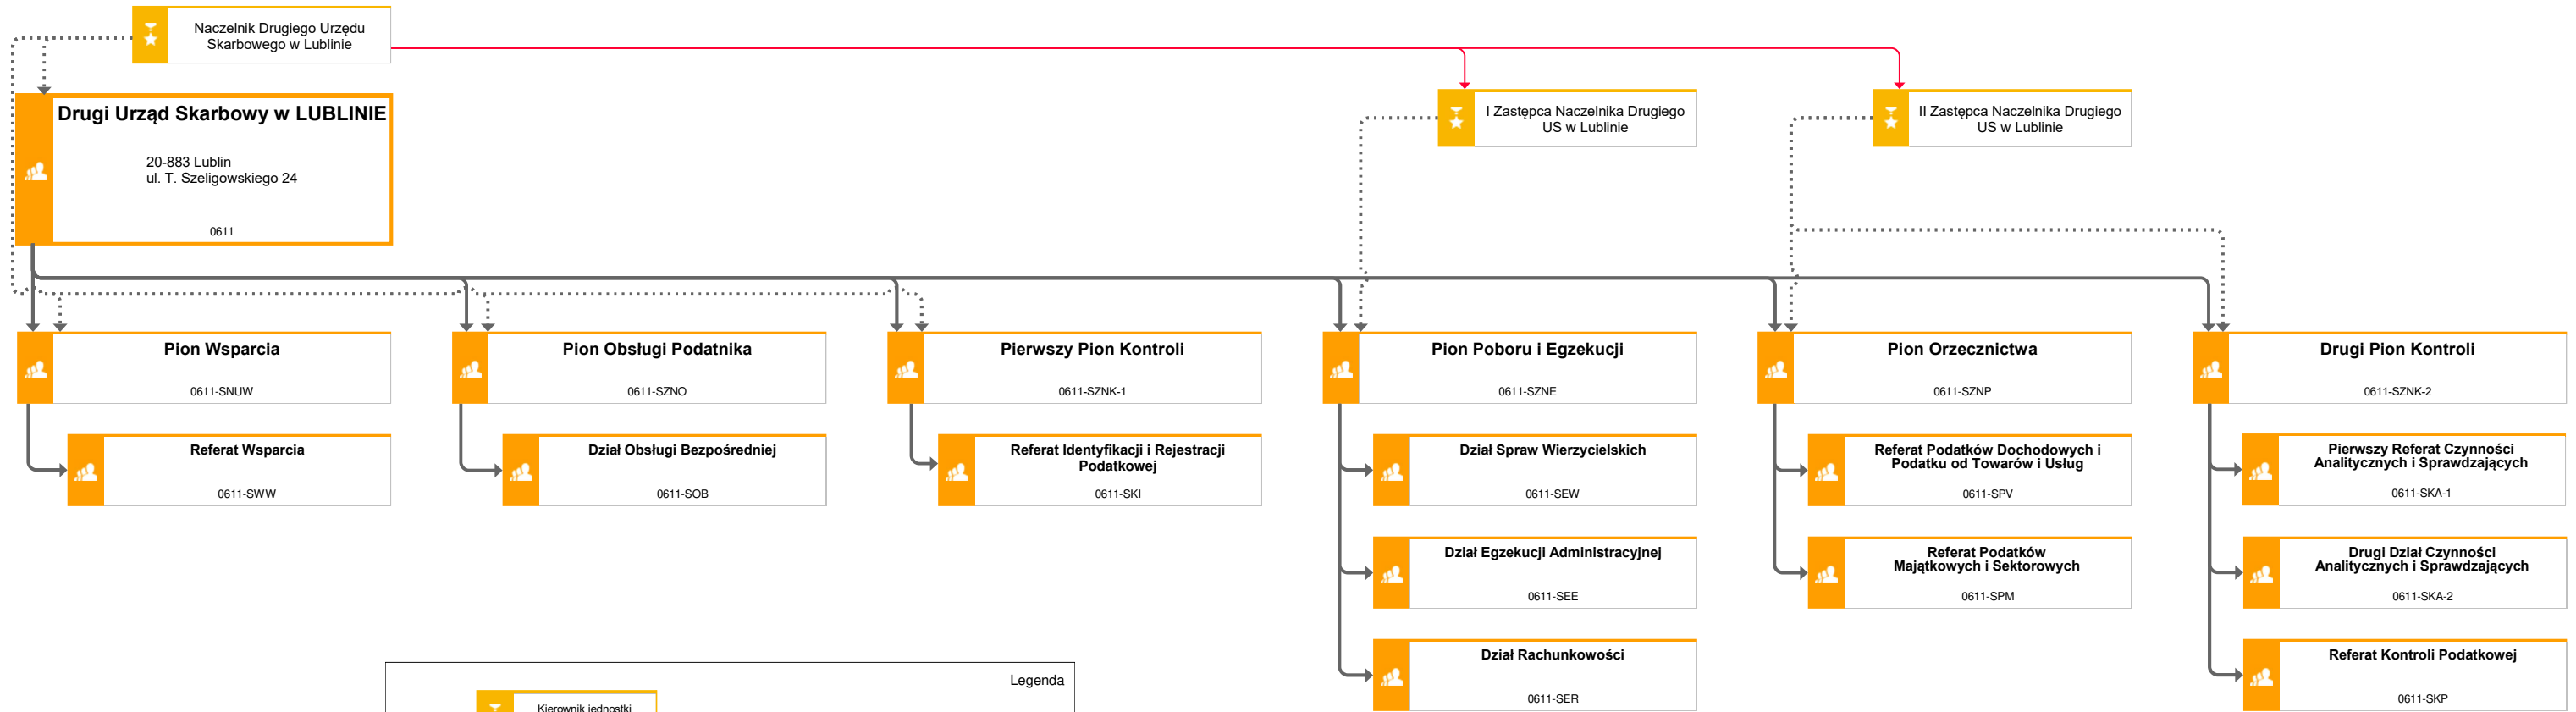 Naczelnik Drugiego Urzędu
Skarbowego w Lublinie
Drugi Urząd Skarbowy w LUBLINIE
20-883 Lublin
ul. T. Szeligowskiego 24
0611
I Zastępca Naczelnika Drugiego
US w Lublinie
II Zastępca Naczelnika Drugiego
US w Lublinie
Pion Wsparcia
0611-SNUW
Pion Obsługi Podatnika
0611-SZNO
Pierwszy Pion Kontroli
0611-SZNK-1
Pion Poboru i Egzekucji
0611-SZNE
Pion Orzecznictwa
0611-SZNP
Drugi Pion Kontroli
0611-SZNK-2
Referat Wsparcia
0611-SWW
Dział Obsługi Bezpośredniej
0611-SOB
Referat Identyfikacji i Rejestracji
Podatkowej
0611-SKI
Dział Spraw Wierzycielskich
0611-SEW
Referat Podatków Dochodowych i
Podatku od Towarów i Usług
0611-SPV
Pierwszy Referat Czynności
Analitycznych i Sprawdzających
0611-SKA-1
Dział Egzekucji Administracyjnej
0611-SEE
Referat Podatków
Majątkowych i Sektorowych
0611-SPM
Drugi Dział Czynności
Analitycznych i Sprawdzających
0611-SKA-2
Dział Rachunkowości
0611-SER
Referat Kontroli Podatkowej
0611-SKP
Legenda
Kierownik jednostki